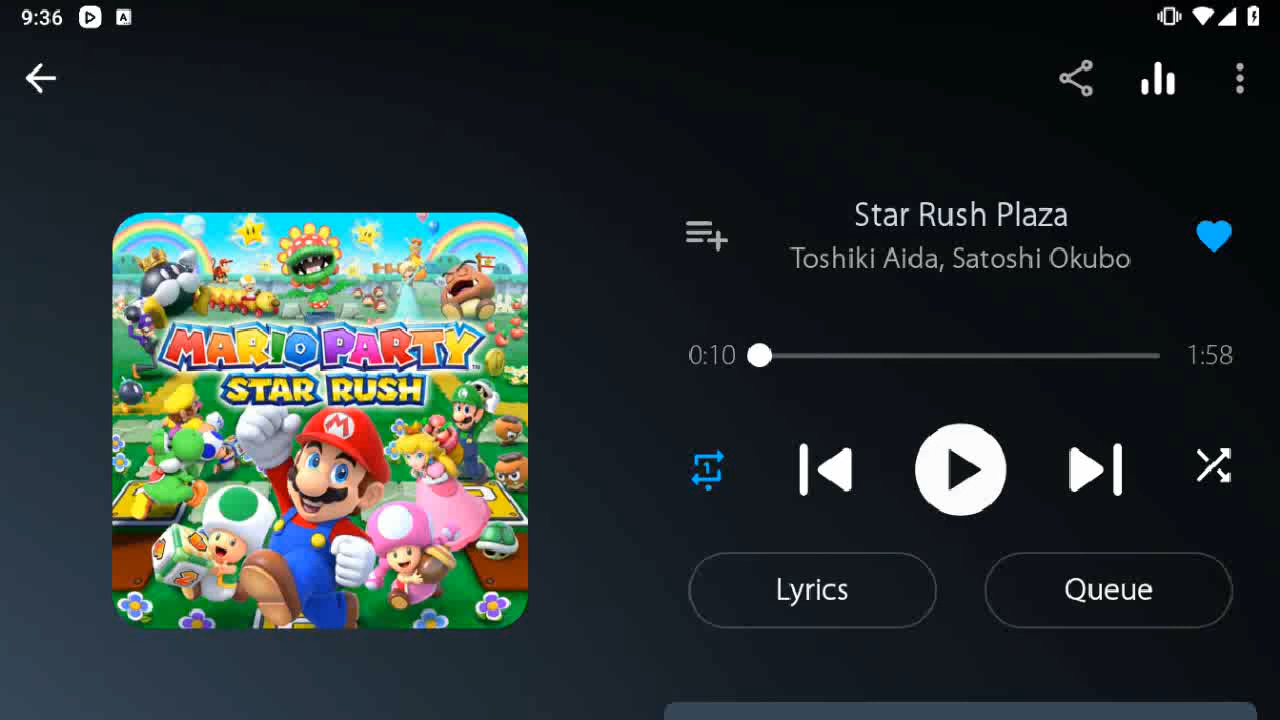 9:36
A
Star Rush Plaza
Toshiki Aida, Satoshi Okubo
MARIO PARTY
STAR RUSH
M
0:10
1:58
1
Lyrics
Queue